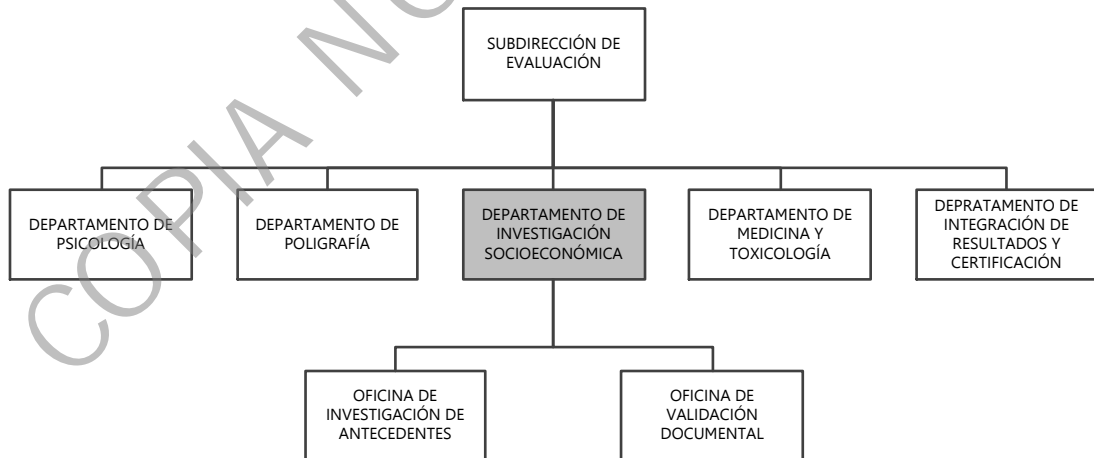 SUBDIRECCIÓN DE
EVALUACIÓN
DEPARTAMENTO DE
PSICOLOGÍA
DEPARTAMENTO DE
POLIGRAFÍA
DEPARTAMENTO DE
INVESTIGACIÓN
SOCIOECONÓMICA
DEPARTAMENTO DE
MEDICINA Y
TOXICOLOGÍA
DEPRATAMENTO DE
INTEGRACIÓN DE
RESULTADOS Y
CERTIFICACIÓN
OFICINA DE
INVESTIGACIÓN DE
ANTECEDENTES
OFICINA DE
VALIDACIÓN
DOCUMENTAL
COPIA